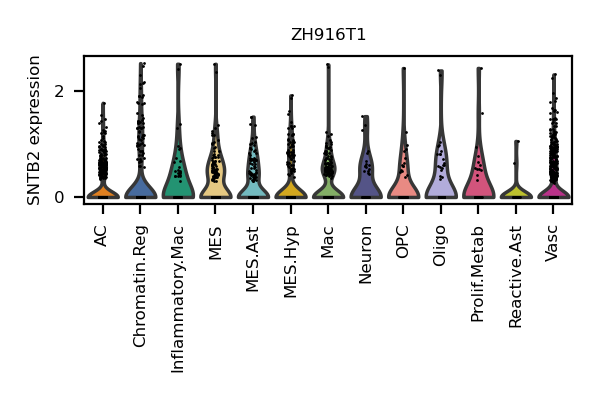 ZH916T1
SNTB2 expression
2
0
AC
Chromatin.Reg
Inflammatory.Mac
MES
MES.Ast
MES.Hyp
Mac
Neuron
OPC
Oligo
Prolif.Metab
Reactive.Ast
Vasc